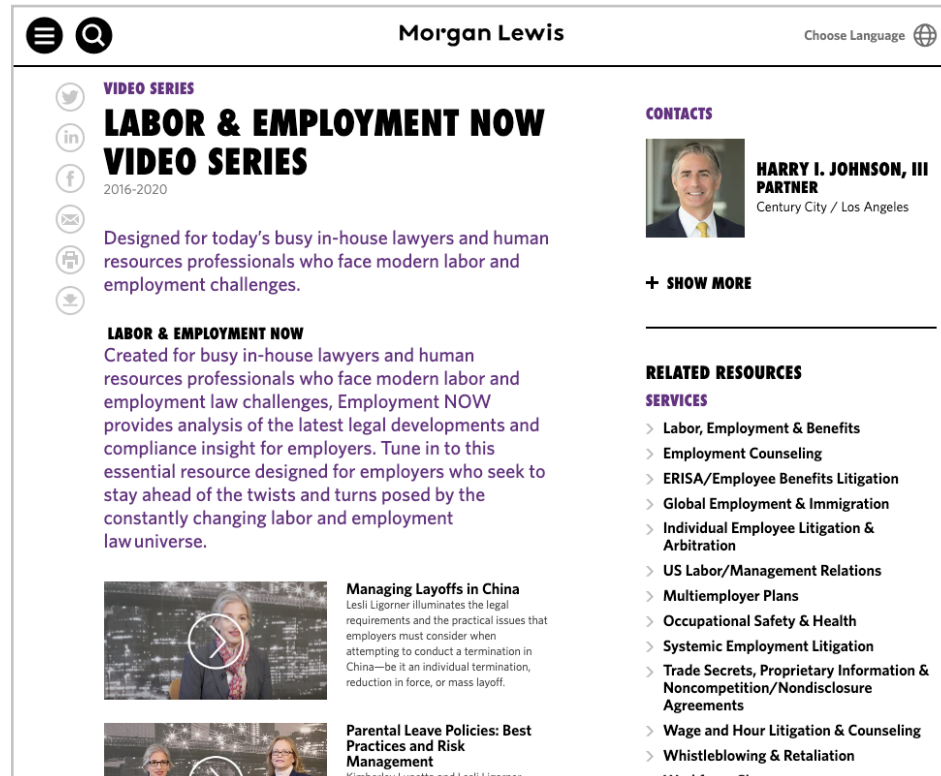 Morgan Lewis
Choose Language
VIDEO SERIES
LABOR & EMPLOYMENT NOW
VIDEO SERIES
2016-2020
Designed for today's busy in-house lawyers and human
resources professionals who face modern labor and
employment challenges.
LABOR & EMPLOYMENT NOW
Created for busy in-house lawyers and human
resources professionals who face modern labor and
employment law challenges, Employment NOW
provides analysis of the latest legal developments and
compliance insight for employers. Tune in to this
essential resource designed for employers who seek to
stay ahead of the twists and turns posed by the
constantly changing labor and employment
law universe.
Managing Layoffs in China
Lesli Ligorner illuminates the legal
requirements and the practical issues that
employers must consider when
attempting to conduct a termination in
China—be it an individual termination,
reduction in force, or mass layoff.
Parental Leave Policies: Best
Practices and Risk
Management
CONTACTS
HARRY I. JOHNSON, III
PARTNER
Century City / Los Angeles
+ SHOW MORE
RELATED RESOURCES
SERVICES
Labor, Employment & Benefits
Employment Counseling
ERISA/Employee Benefits Litigation
Global Employment & Immigration
Individual Employee Litigation &
Arbitration
US Labor/Management Relations
Multiemployer Plans
Occupational Safety & Health
Systemic Employment Litigation
Trade Secrets, Proprietary Information &
Noncompetition/Nondisclosure
Agreements
Wage and Hour Litigation & Counseling
Whistleblowing & Retaliation